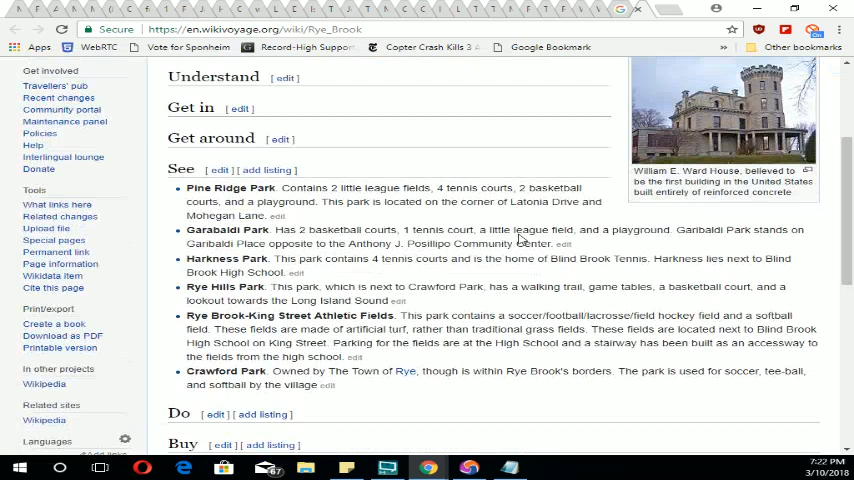 Secure
https://en.wikivoyage.org/wiki/Rye_Brook
Apps
WebRTC
Vote for Sponheim
Record-High Support
Copter Crash Kills 3 A
Google Bookmark
»
Other bookmarks
On
Get involved
Travellers' pub
Recent changes
Community portal
Maintenance panel
Policies
Help
Interlingual lounge
Donate
Tools
What links here
Related changes
Upload file
Special pages
Permanent link
Page information
Wikidata item
Cite this page
Print/export
Create a book
Download as PDF
Printable version
In other projects
Wikipedia
Related sites
Wikipedia
Languages
Add links
Understand [ edit ]
Get in [ edit ]
Get around [ edit ]
See [ edit | add listing ]
Pine Ridge Park. Contains 2 little league fields, 4 tennis courts, 2 basketball
courts, and a playground. This park is located on the corner of Latonia Drive and
Mohegan Lane. edit
Garabaldi Park. Has 2 basketball courts, 1 tennis court, a little league field, and a playground. Garibaldi Park stands on
Garibaldi Place opposite to the Anthony J. Posillipo Community Center. edit
Harkness Park. This park contains 4 tennis courts and is the home of Blind Brook Tennis. Harkness lies next to Blind
Brook High School. edit
Rye Hills Park. This park, which is next to Crawford Park, has a walking trail, game tables, a basketball court, and a
lookout towards the Long Island Sound edit
Rye Brook-King Street Athletic Fields. This park contains a soccer/football/lacrosse/field hockey field and a softball
field. These fields are made of artificial turf, rather than traditional grass fields. These fields are located next to Blind Brook
High School on King Street. Parking for the fields are at the High School and a stairway has been built as an accessway to
the fields from the high school. edit
Crawford Park. Owned by The Town of Rye, though is within Rye Brook's borders. The park is used for soccer, tee-ball,
and softball by the village edit
Do [ edit | add listing ]
Buy [ edit | add listing ]
William E. Ward House, believed to
be the first building in the United States
built entirely of reinforced concrete
67
7:22 PM
3/10/2018